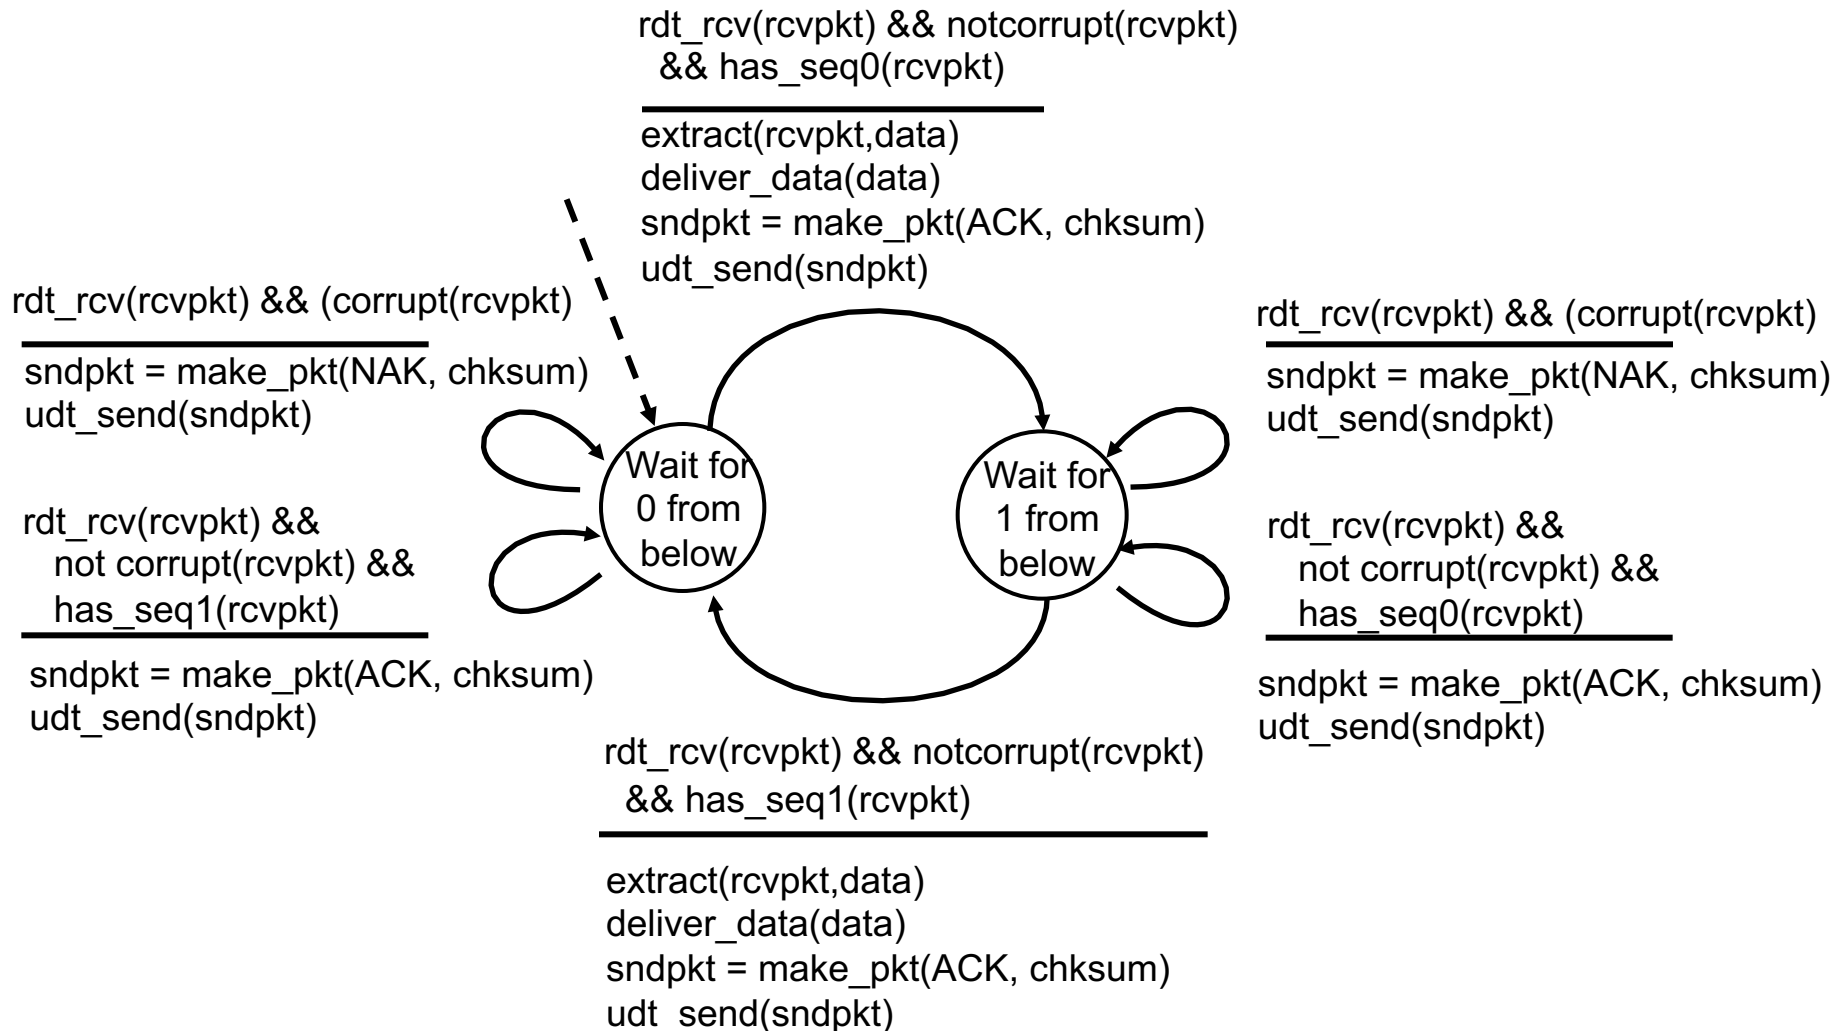 rdt_rcv(rcvpkt) && notcorrupt(rcvpkt)
&& has_seq0(rcvpkt)
extract(rcvpkt,data)
deliver_data(data)
sndpkt = make_pkt(ACK, chksum)
udt_send(sndpkt)
rdt_rcv(rcvpkt) && (corrupt(rcvpkt)
sndpkt = make_pkt(NAK, chksum)
udt_send(sndpkt)
rdt_rcv(rcvpkt) &&
not corrupt(rcvpkt) &&
has_seq1(rcvpkt)
sndpkt = make_pkt(ACK, chksum)
udt_send(sndpkt)
Wait for
0 from
below
Wait for
1 from
below
rdt_rcv(rcvpkt) && (corrupt(rcvpkt)
sndpkt = make_pkt(NAK, chksum)
udt_send(sndpkt)
rdt_rcv(rcvpkt) &&
not corrupt(rcvpkt) &&
has_seq0(rcvpkt)
sndpkt = make_pkt(ACK, chksum)
udt_send(sndpkt)
rdt_rcv(rcvpkt) && notcorrupt(rcvpkt)
&& has_seq1(rcvpkt)
extract(rcvpkt,data)
deliver_data(data)
sndpkt = make_pkt(ACK, chksum)
udt_send(sndpkt)